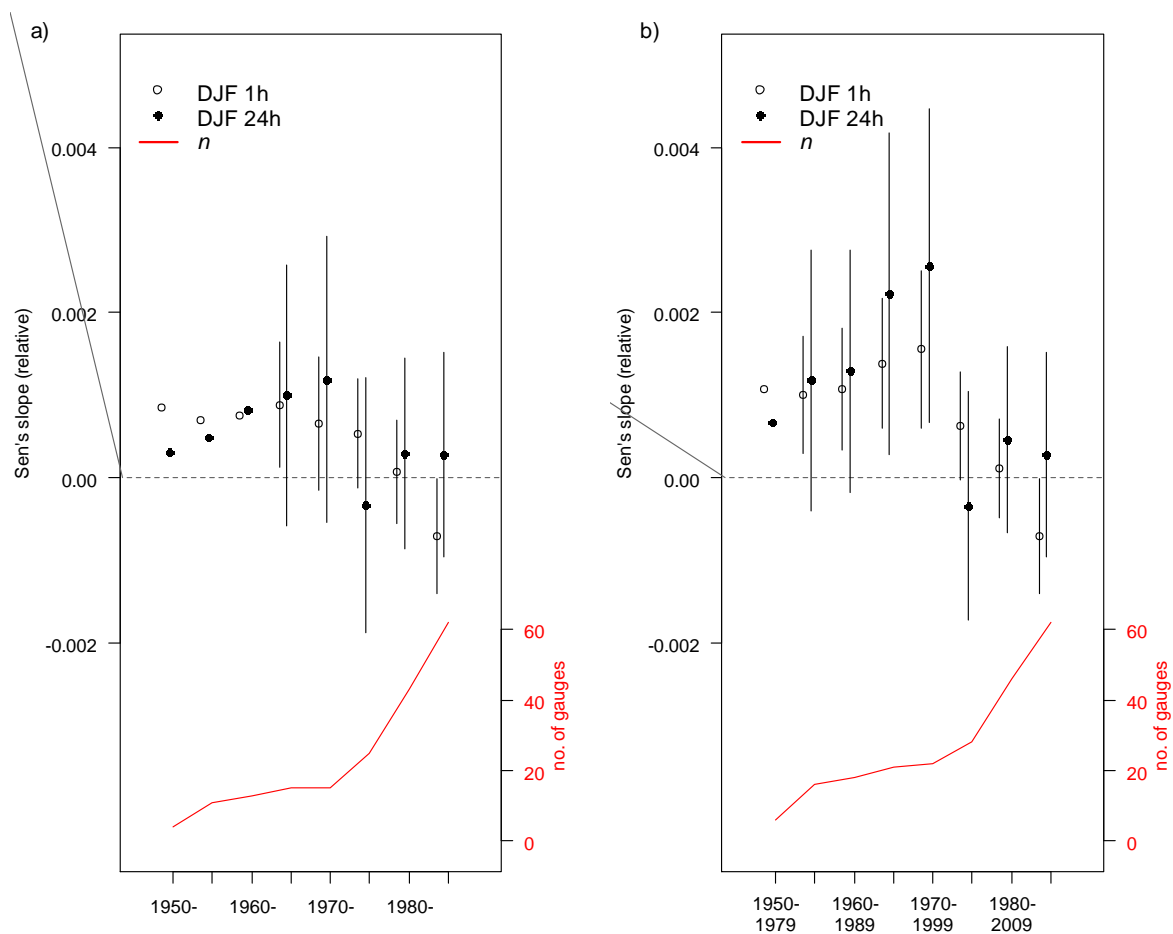 a)
DJF 1h
DJF 24h
n
Sen's slope (relative)
0.004
0.002
0.00
-0.002
60
40
20
0
no. of gauges
1950-
1960-
1970-
1980-
b)
DJF 1h
DJF 24h
n
Sen's slope (relative)
0.004
0.002
0.00
-0.002
60
40
20
0
no. of gauges
1950-
1979
1960-
1989
1970-
1999
1980-
2009